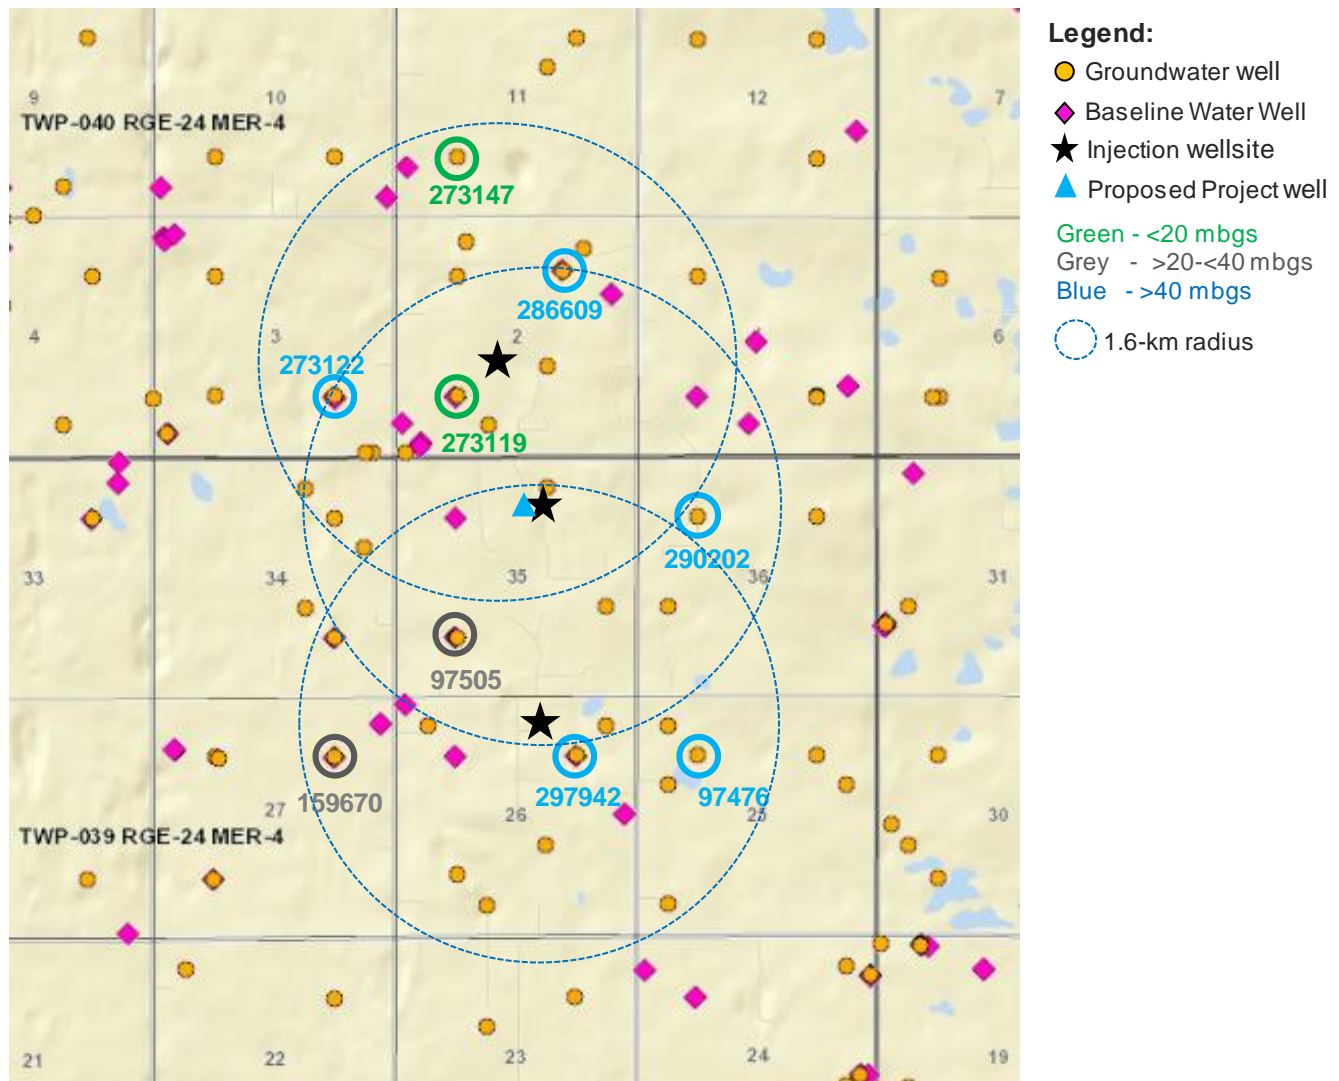 Legend:
Groundwater well
Baseline Water Well
Injection wellsite
Proposed Project well
Green - <20 mbgs
Grey - >20-<40 mbgs
Blue - >40 mbgs
1.6-km radius
9
10
11
12
7
TWP-040 RGE-24 MER-4
273147
286609
4
3
2
6
273122
273119
290202
33
34
35
36
31
97505
159670
297942
97476
27
26
25
30
TWP-039 RGE-24 MER-4
21
22
23
24
19